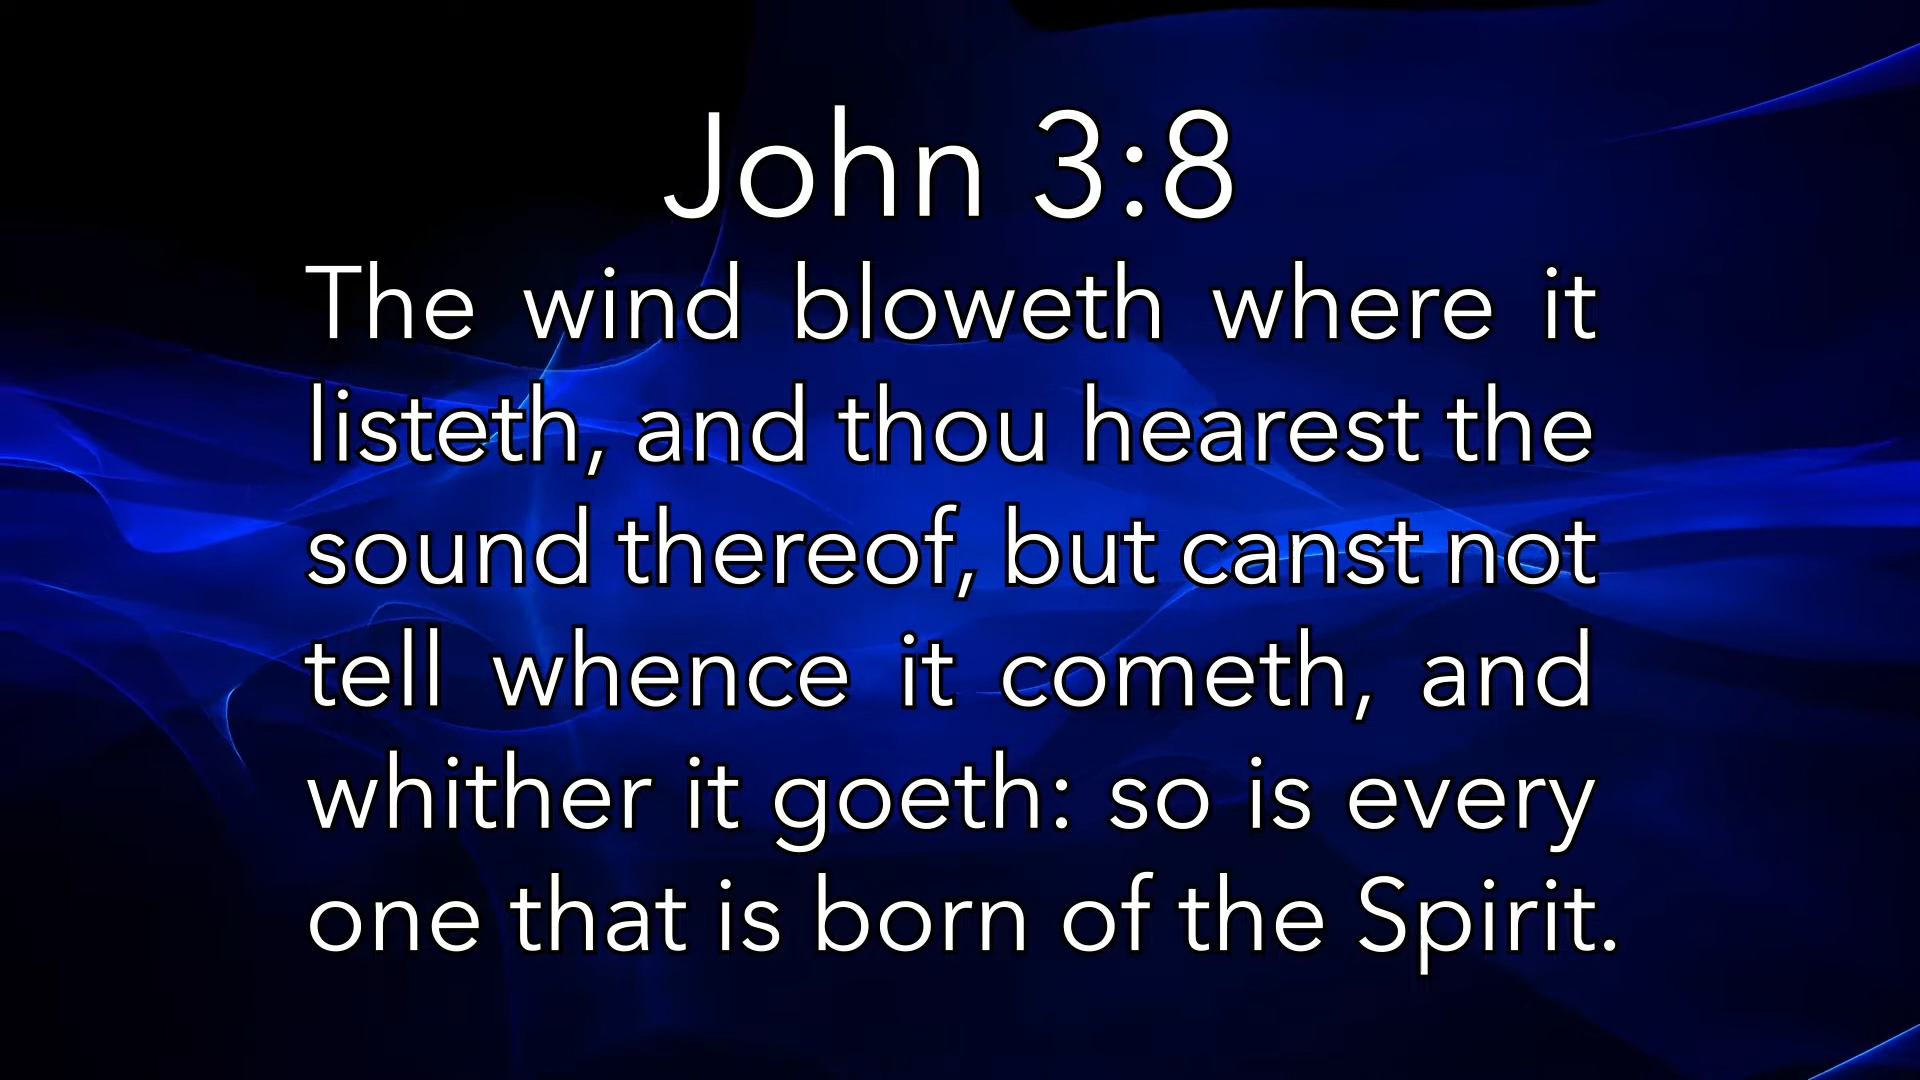 John 3:8
The wind bloweth where it
listeth, and thou hearest the
sound thereof, but canst not
tell whence it cometh, and
whither it goeth: so is every
one that is born of the Spirit.